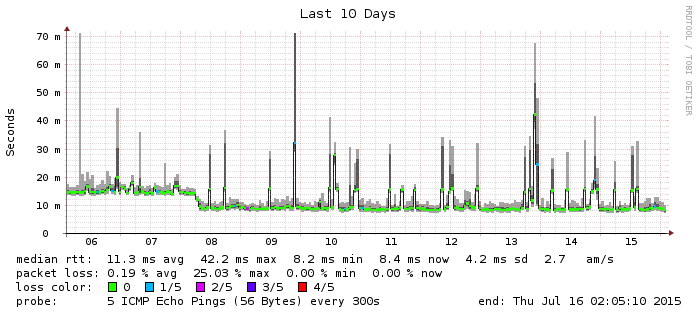 Last 10 Days
RRDTOOL / TOBI OETIKER
Seconds
70 m
60 m
50 m
40 m
30 m
20 m
10 m
0
06 07 08 09 10 11 12 13 14 15
median rtt: 11.3 ms avg 42.2 ms max 8.2 ms min 8.4 ms now 4.2 ms sd 2.7 am/s
packet loss: 0.19 % avg 25.03 % max 0.00 % min 0.00 % now
loss color: 0 1/5 2/5 3/5 4/5
probe: 5 ICMP Echo Pings (56 Bytes) every 300s end: Thu Jul 16 02:05:10 2015